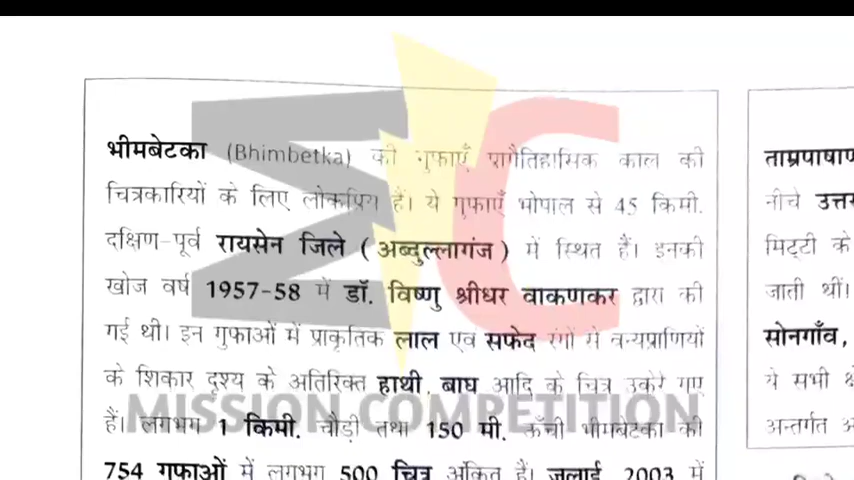 भीमबेटका (Bhimbetka) की गुफाएँ प्रागैतिहासिक काल की
चित्रकारियों के लिए लोकप्रिय हैं। ये गुफाएँ भोपाल से 45 किमी.
दक्षिण-पूर्व रायसेन जिले (अब्दुल्लागंज) में स्थित हैं। इनकी
खोज वर्ष 1957-58 में डॉ. विष्णु श्रीधर वाकणकर द्वारा की
गई थी। इन गुफाओं में प्राकृतिक लाल एवं सफेद रंगों से वन्यप्राणियों
के शिकार दृश्य के अतिरिक्त हाथी, बाघ आदि के चित्र उकेरे गए
हैं। लगभग 1 किमी. चौड़ी तथा 150 मी. ऊँची भीमबेटका की
754 गुफाओं में लगभग 500 चित्र अंकित हैं। जुलाई, 2003 में
MISSION COMPETITION
ताम्रपाषाण
नीचे
मिट्टी के
जाती थीं।
सोनगाँव,
ये सभी
अन्तर्गत